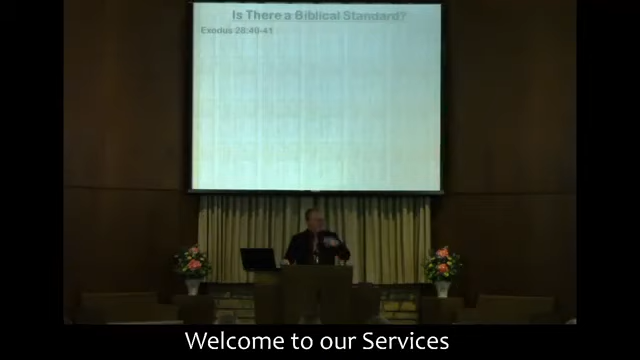 Is There a Biblical Standard?
Exodus 28:40-41
Welcome to our Services